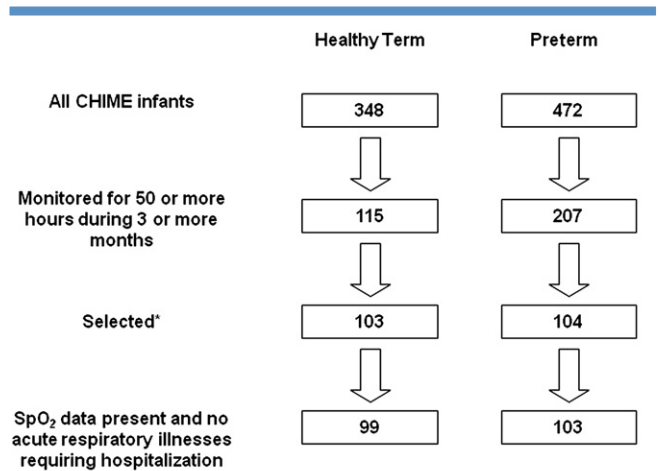 Healthy Term Preterm
All CHIME infants 348 472
Monitored for 50 or more
hours during 3 or more 115 207
months
Selected* 103 104
SpO₂ data present and no
acute respiratory illnesses 99 103
requiring hospitalization